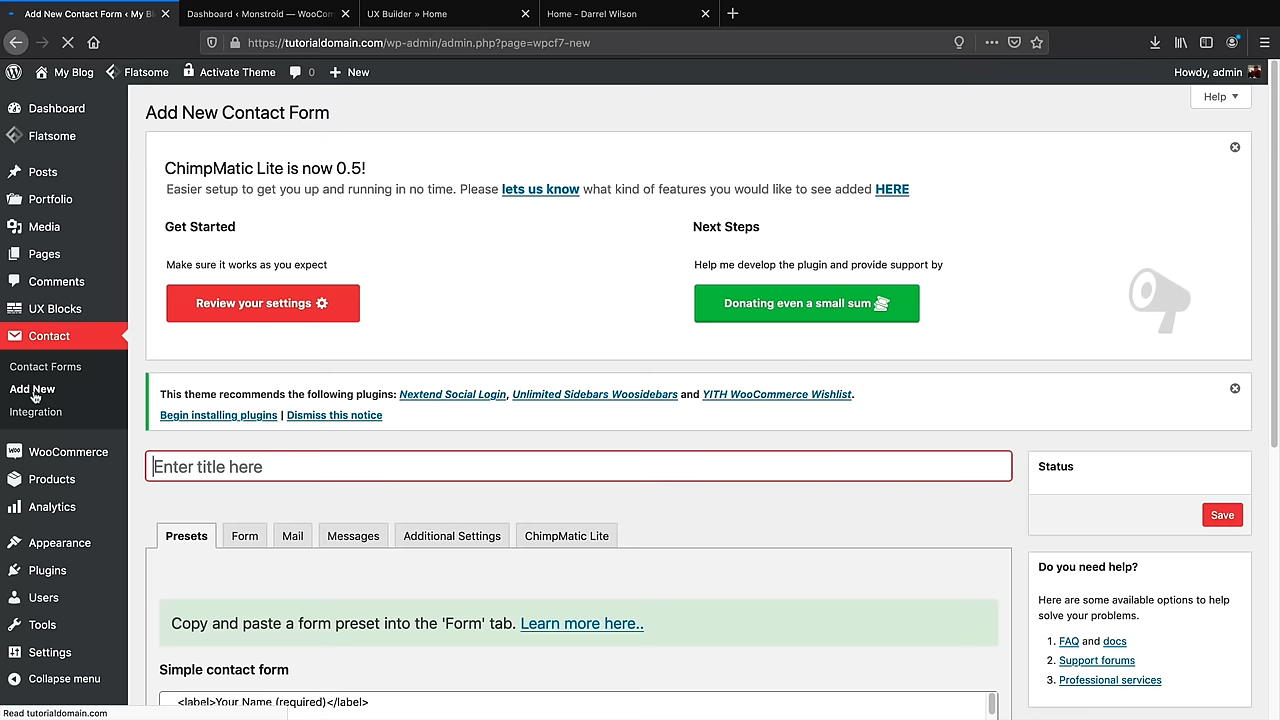 Add New Contact Form ‹ My Bl
Dashboard ‹ Monstroid — WooCom
UX Builder » Home
Home - Darrel Wilson
https://tutorialdomain.com/wp-admin/admin.php?page=wpcf7-new
My Blog
Flatsome
Activate Theme
0
New
Howdy, admin
Dashboard
Flatsome
Posts
Portfolio
Media
Pages
Comments
UX Blocks
Contact
Contact Forms
Add New
Integration
WooCommerce
Products
Analytics
Appearance
Plugins
Users
Tools
Settings
Collapse menu
Read tutorialdomain.com
Help
Add New Contact Form
ChimpMatic Lite is now 0.5!
Easier setup to get you up and running in no time. Please lets us know what kind of features you would like to see added HERE
Get Started
Next Steps
Make sure it works as you expect
Help me develop the plugin and provide support by
Review your settings
Donating even a small sum
This theme recommends the following plugins: Nextend Social Login, Unlimited Sidebars Woosidebars and YITH WooCommerce Wishlist.
Begin installing plugins | Dismiss this notice
Enter title here
Status
Save
Presets
Form
Mail
Messages
Additional Settings
ChimpMatic Lite
Copy and paste a form preset into the 'Form' tab. Learn more here..
Simple contact form
<label>Your Name (required)</label>
Do you need help?
Here are some available options to help
solve your problems.
1. FAQ and docs
2. Support forums
3. Professional services